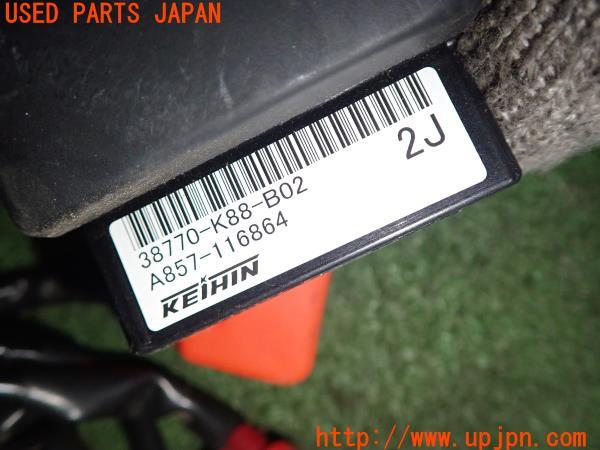 USED PARTS JAPAN
2J
38770-K88-B02
A857-116864
KEIHIN
http://www.upjpn.com/